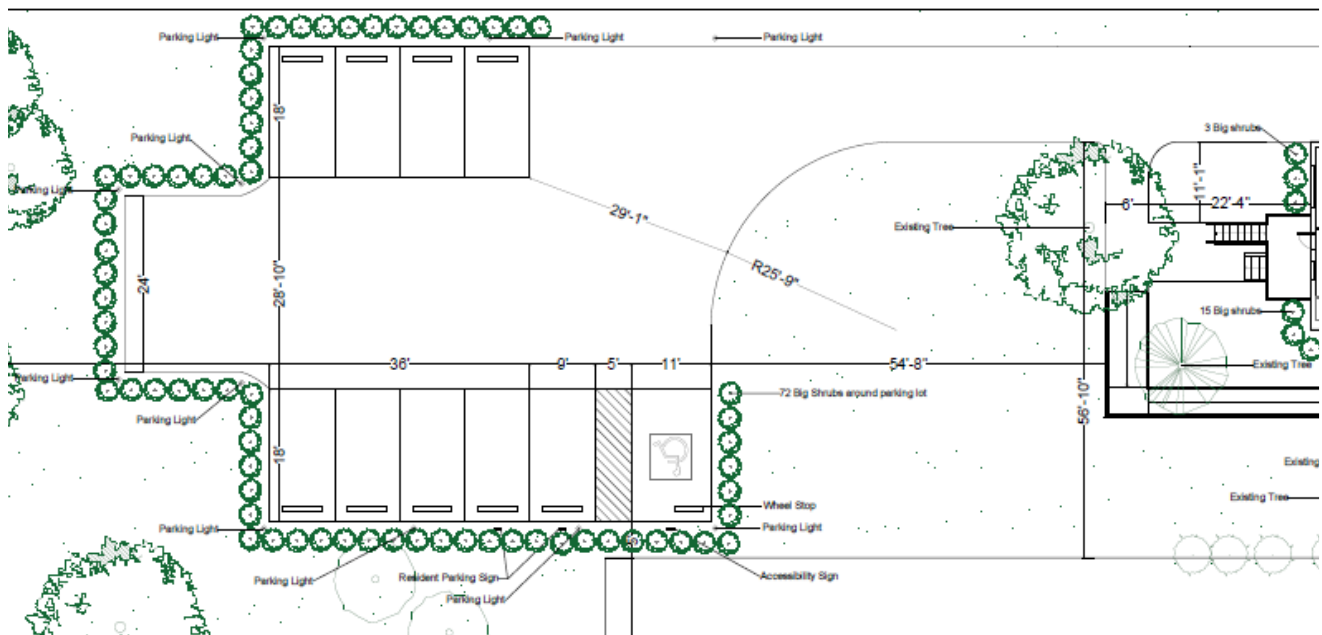 Parking Light
Parking Light
Parking Light
18'
3 Big shrubs
Parking Light
11'-1"
Parking Light
29'-1"
6'
22'-4"
Existing Tree
R25'-9"
24'
28'-10"
15 Big shrubs
36'
9'
5'
11'
54'-8"
Existing Tree
Parking Light
72 Big Shrubs around parking lot
56'-10"
Parking Light
18'
Existing
Existing Tree
Wheel Stop
Parking Light
Parking Light
Parking Light
Resident Parking Sign
Accessibility Sign
Parking Light